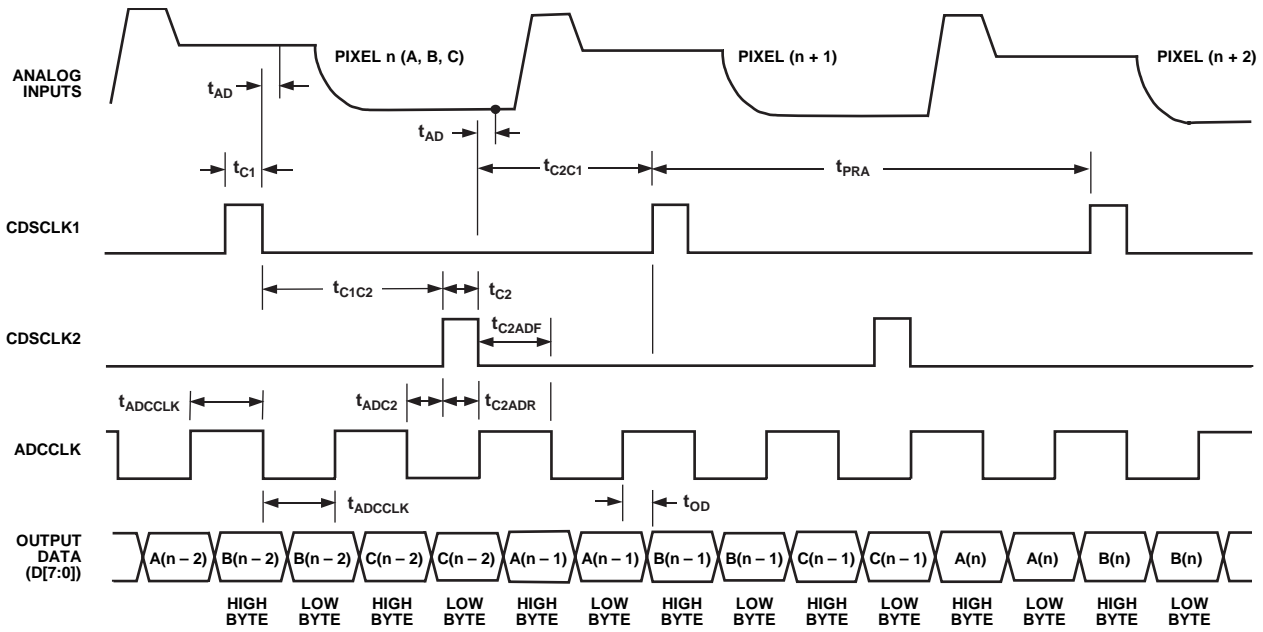 ANALOG
INPUTS
PIXEL n (A, B, C)
PIXEL (n + 1)
PIXEL (n + 2)
tAD
tAD
tC1
tC2C1
tPRA
CDSCLK1
tC1C2
tC2
CDSCLK2
tC2ADF
tADCCLK
tADC2
tC2ADR
ADCCLK
tADCCLK
tOD
OUTPUT
DATA
(D[7:0])
A(n – 2) B(n – 2) B(n – 2) C(n – 2) C(n – 2) A(n – 1) A(n – 1) B(n – 1) B(n – 1) C(n – 1) C(n – 1) A(n) A(n) B(n) B(n)
HIGH LOW HIGH LOW HIGH LOW HIGH LOW HIGH LOW HIGH LOW HIGH LOW
BYTE BYTE BYTE BYTE BYTE BYTE BYTE BYTE BYTE BYTE BYTE BYTE BYTE BYTE